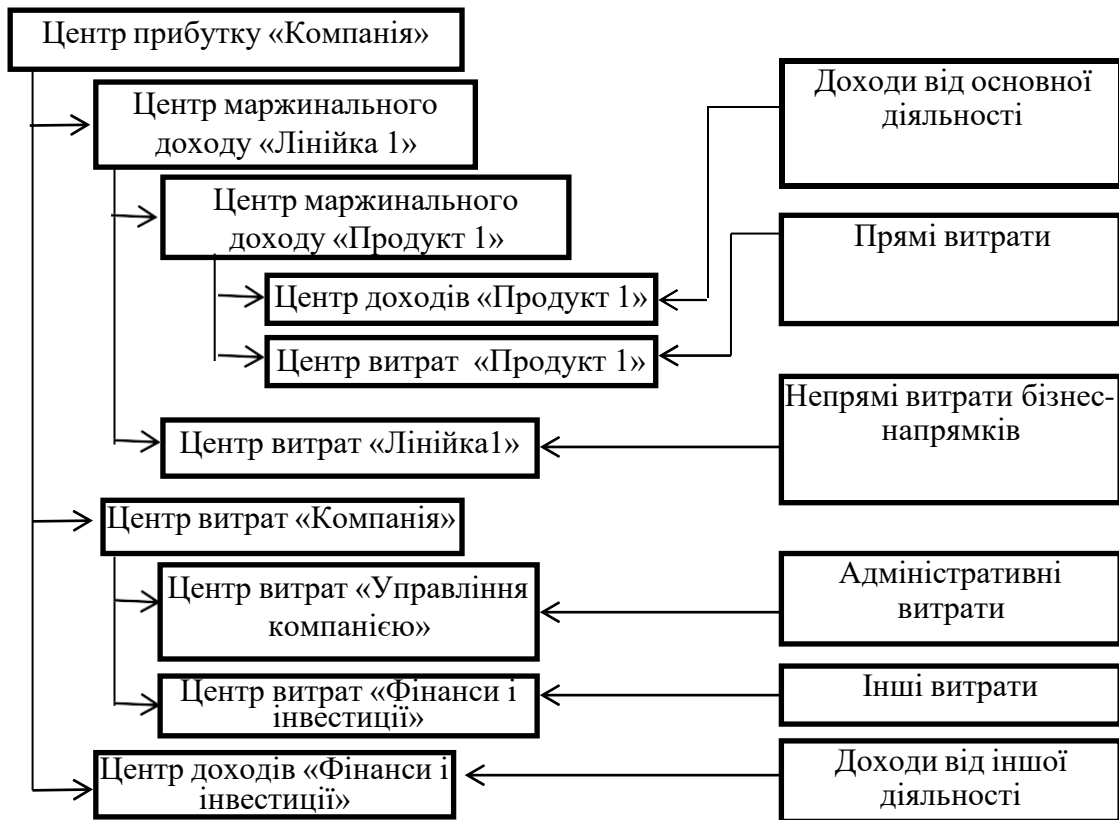 Центр прибутку «Компанія»
Центр маржинального
доходу «Лінійка 1»
Доходи від основної
діяльності
Центр маржинального
доходу «Продукт 1»
Прямі витрати
Центр доходів «Продукт 1»
Центр витрат «Продукт 1»
Непрямі витрати бізнес-
напрямків
Центр витрат «Лінійка1»
Центр витрат «Компанія»
Центр витрат «Управління
компанією»
Адміністративні
витрати
Центр витрат «Фінанси і
інвестиції»
Інші витрати
Центр доходів «Фінанси і
інвестиції»
Доходи від іншої
діяльності